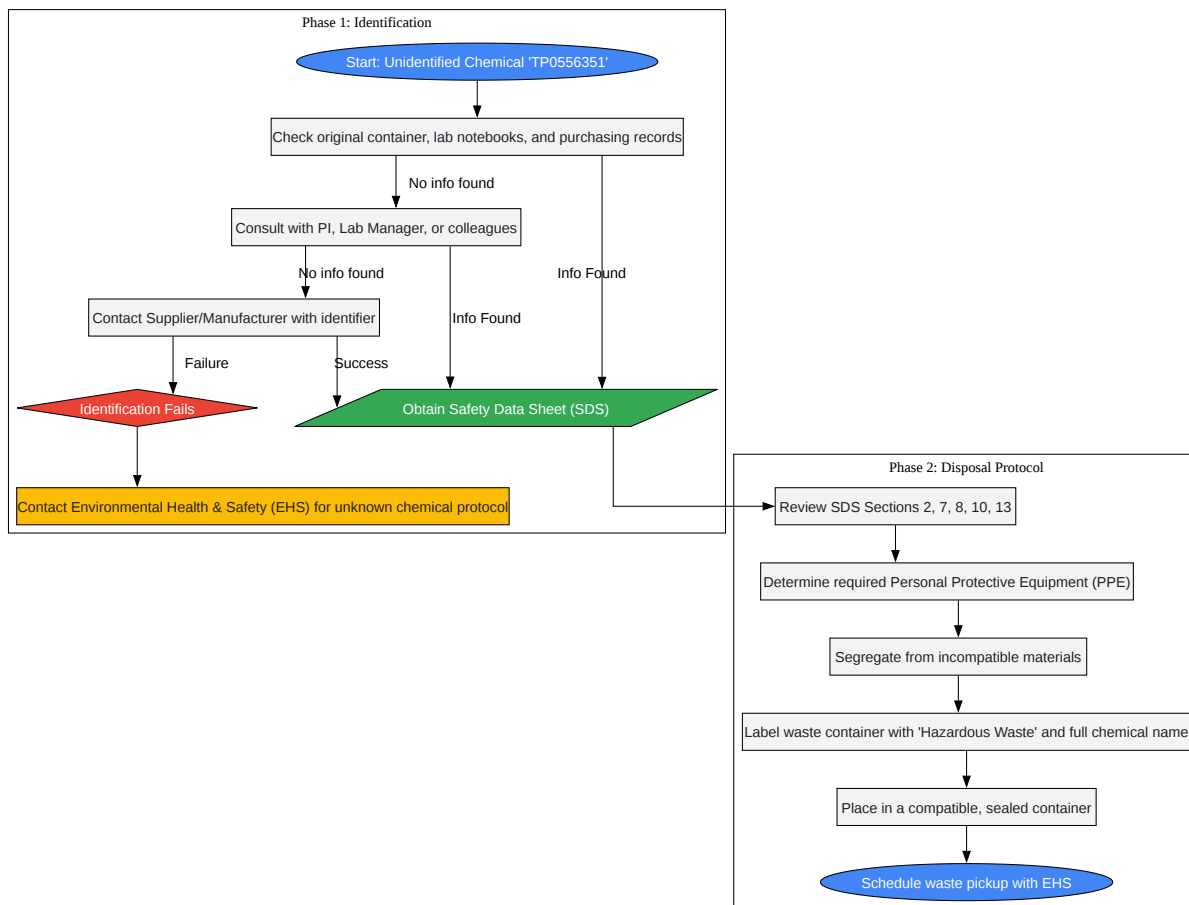 Phase 1: Identification
Start: Unidentified Chemical 'TP0556351'
Check original container, lab notebooks, and purchasing records
No info found
Consult with PI, Lab Manager, or colleagues
No info found
Info Found
Contact Supplier/Manufacturer with identifier
Info Found
Failure
Success
Identification Fails
Obtain Safety Data Sheet (SDS)
Contact Environmental Health & Safety (EHS) for unknown chemical protocol
Phase 2: Disposal Protocol
Review SDS Sections 2, 7, 8, 10, 13
Determine required Personal Protective Equipment (PPE)
Segregate from incompatible materials
Label waste container with 'Hazardous Waste' and full chemical name
Place in a compatible, sealed container
Schedule waste pickup with EHS